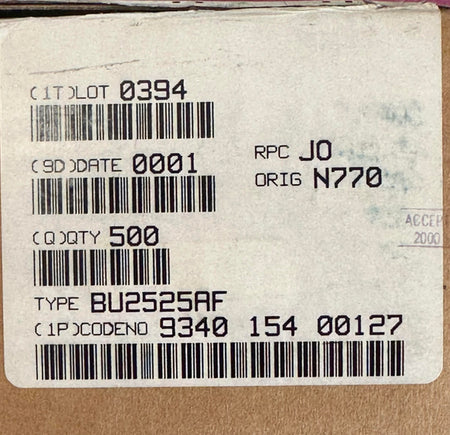 (1T)LOT 0394
(9D)DATE 0001
RPC JO
ORIG N770
(Q)QTY 500
TYPE BU2525AF
(1P)CODENO 9340 154 00127
2000